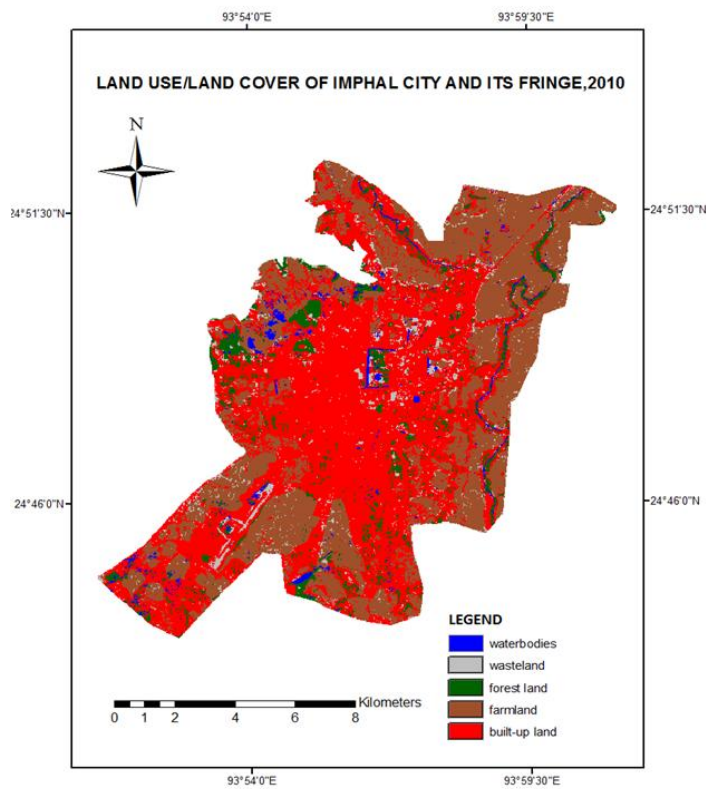 93°54'0"E 93°59'30"E
LAND USE/LAND COVER OF IMPHAL CITY AND ITS FRINGE,2010
N
24°51'30"N 24°51'30"N
24°46'0"N 24°46'0"N
LEGEND
waterbodies
wasteland
forest land
farmland
built-up land
Kilometers
0 1 2 4 6 8
93°54'0"E 93°59'30"E